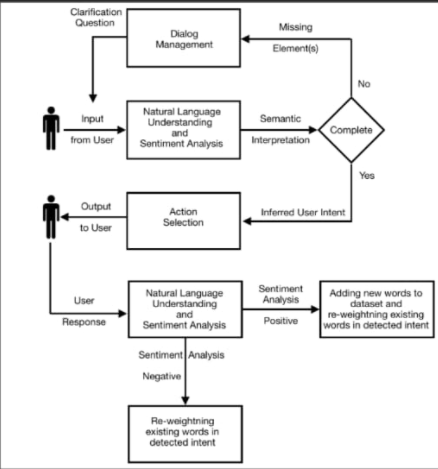 Clarification
Question
Dialog
Management
Missing
Element(s)
No
Input
from User
Natural Language
Understanding
and
Sentiment Analysis
Semantic
Interpretation
Complete
Yes
Output
to User
Action
Selection
Inferred User Intent
User
Response
Natural Language
Understanding
and
Sentiment Analysis
Sentiment
Analysis
Positive
Adding new words to
dataset and
re-weightning existing
words in detected intent
Sentiment Analysis
Negative
Re-weightning
existing words in
detected intent